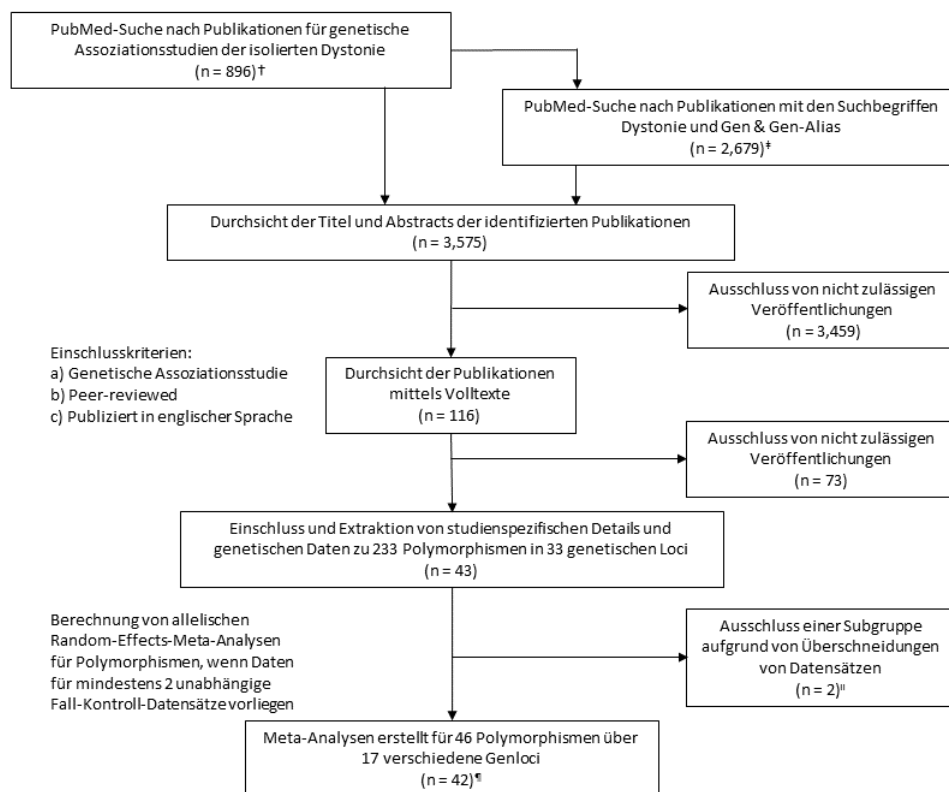 PubMed-Suche nach Publikationen für genetische
Assoziationsstudien der isolierten Dystonie
(n = 896)†
PubMed-Suche nach Publikationen mit den Suchbegriffen
Dystonie und Gen & Gen-Alias
(n = 2,679)‡
Durchsicht der Titel und Abstracts der identifizierten Publikationen
(n = 3,575)
Ausschluss von nicht zulässigen
Veröffentlichungen
(n = 3,459)
Einschlusskriterien:
a) Genetische Assoziationsstudie
b) Peer-reviewed
c) Publiziert in englischer Sprache
Durchsicht der Publikationen
mittels Volltexte
(n = 116)
Ausschluss von nicht zulässigen
Veröffentlichungen
(n = 73)
Einschluss und Extraktion von studienspezifischen Details und
genetischen Daten zu 233 Polymorphismen in 33 genetischen Loci
(n = 43)
Berechnung von allelischen
Random-Effects-Meta-Analysen
für Polymorphismen, wenn Daten
für mindestens 2 unabhängige
Fall-Kontroll-Datensätze vorliegen
Ausschluss einer Subgruppe
aufgrund von Überschneidungen
von Datensätzen
(n = 2)ᴵᴵ
Meta-Analysen erstellt für 46 Polymorphismen über
17 verschiedene Genloci
(n = 42)¶